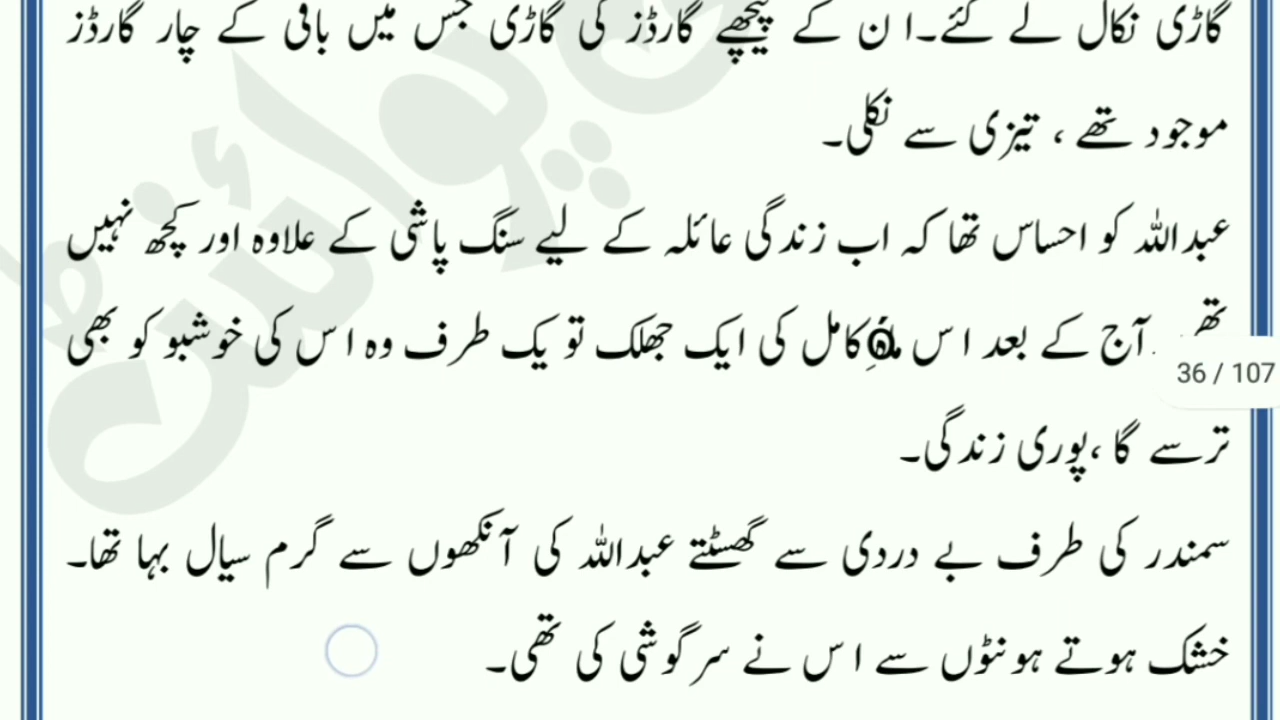 گاڑی نکال لے گئے۔ا ن کے پیچھے گارڈز کی گاڑی جس میں باقی کے چار گارڈز
موجود تھے ، تیزی سے نکلی۔
عبداللہ کو احساس تھا کہ اب زندگی عائلہ کے لیے سنگ پاشی کے علاوہ اور کچھ نہیں
آج کے بعد ا س ماہِ کامل کی ایک جھلک تو یک طرف وہ ا س کی خوشبو کو بھی
36 / 107
ترسے گا ،پوری زندگی۔
سمندر کی طرف بے دردی سے گھسٹتے عبداللہ کی آنکھوں سے گرم سیال بہا تھا۔
خشک ہوتے ہونٹوں سے ا س نے سرگوشی کی تھی۔